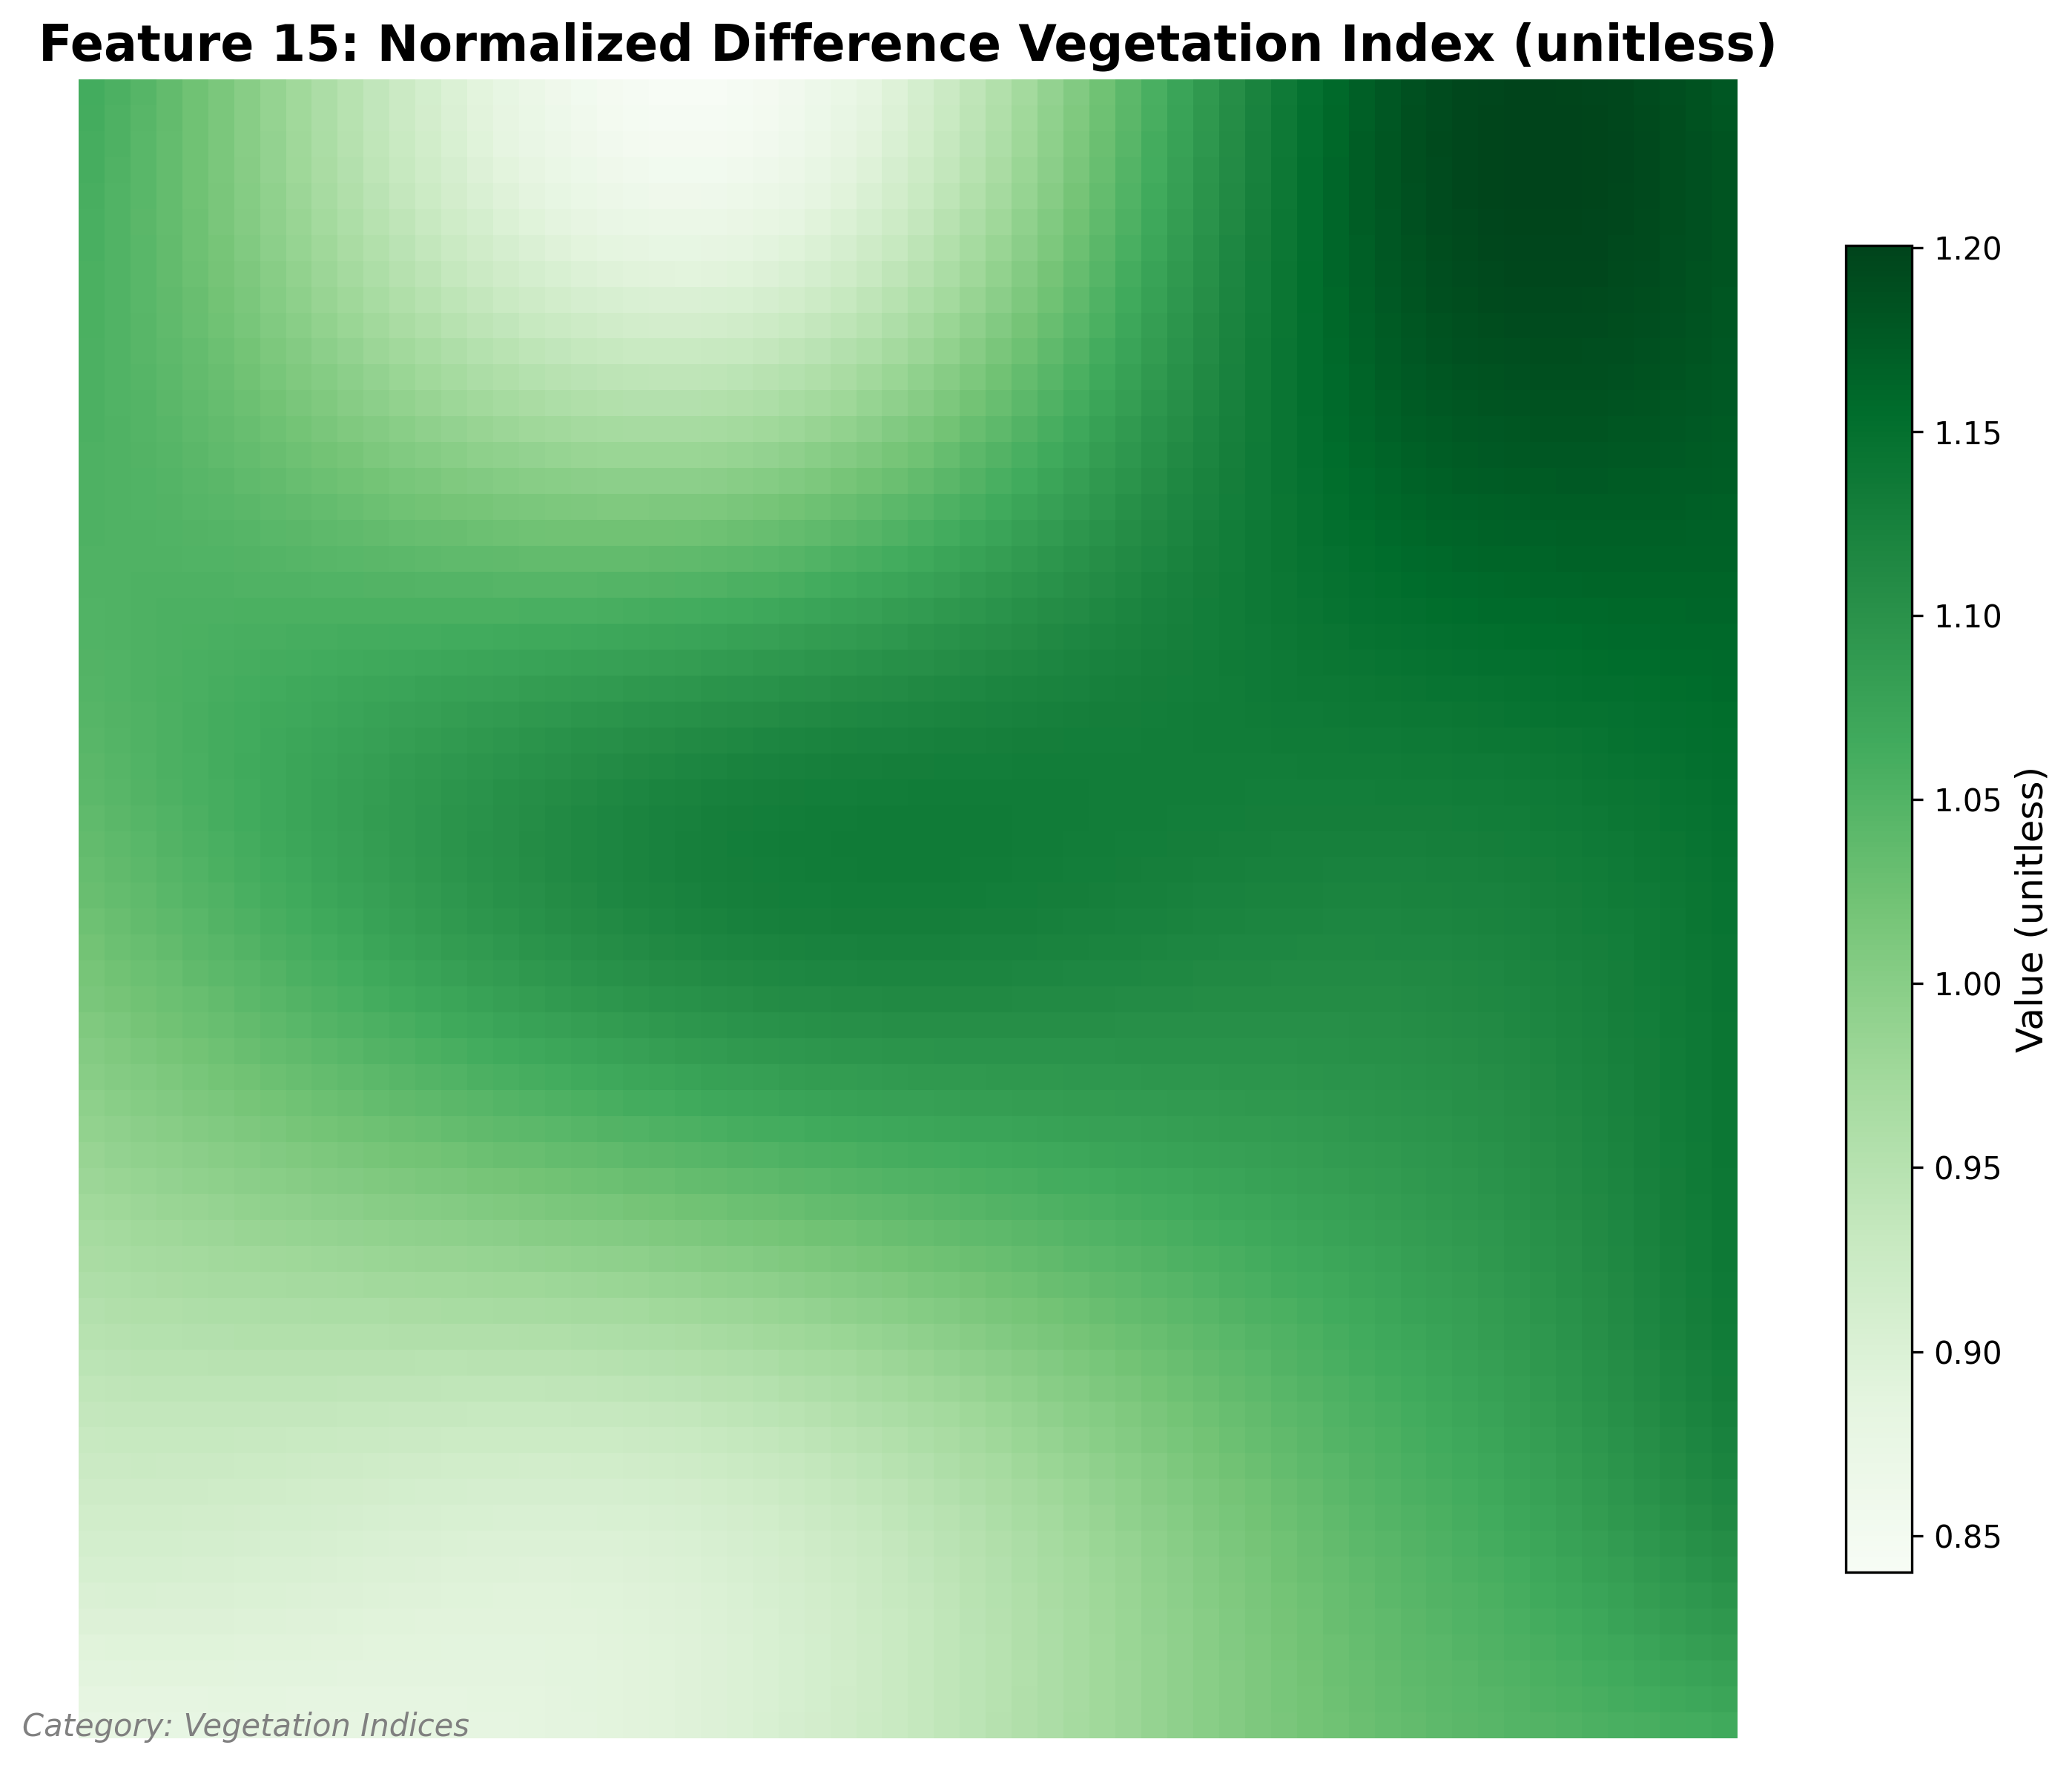 Feature 15: Normalized Difference Vegetation Index (unitless)
1.20
1.15
1.10
1.05
1.00
0.95
0.90
0.85
Value (unitless)
Category: Vegetation Indices